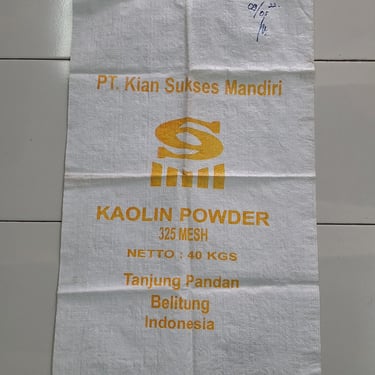 PT. Kian Sukses Mandiri
S
KAOLIN POWDER
325 MESH
NETTO : 40 KGS
Tanjung Pandan
Belitung
Indonesia